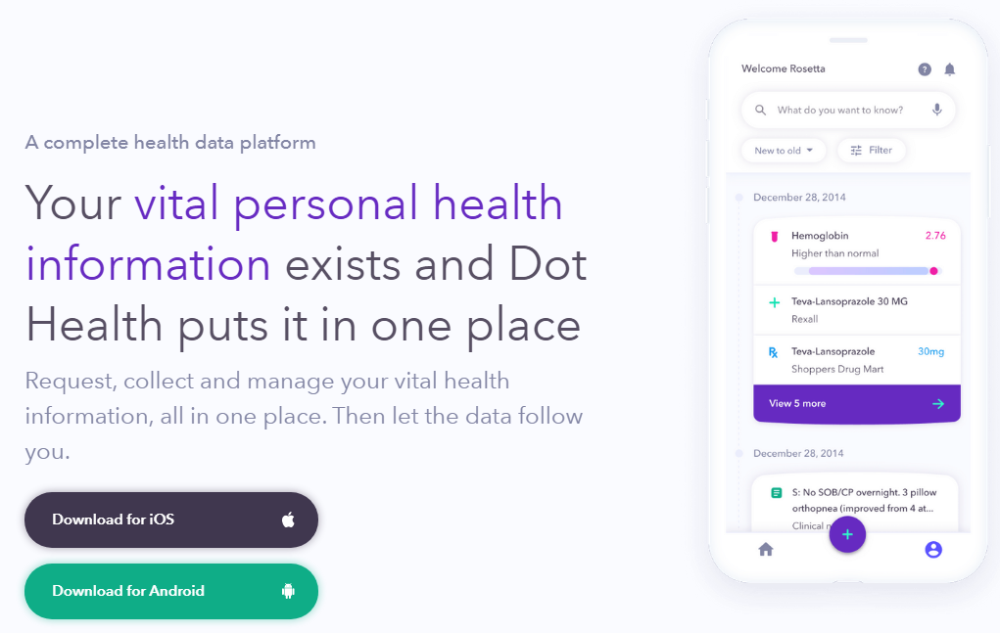 A complete health data platform
Your vital personal health
information exists and Dot
Health puts it in one place
Request, collect and manage your vital health
information, all in one place. Then let the data follow
you.
Download for iOS
Download for Android
Welcome Rosetta
?
What do you want to know?
New to old
Filter
December 28, 2014
Hemoglobin 2.76
Higher than normal
Teva-Lansoprazole 30 MG
Rexall
Teva-Lansoprazole 30mg
Shoppers Drug Mart
View 5 more
December 28, 2014
S: No SOB/CP overnight. 3 pillow
orthopnea (improved from 4 at...
Clinical